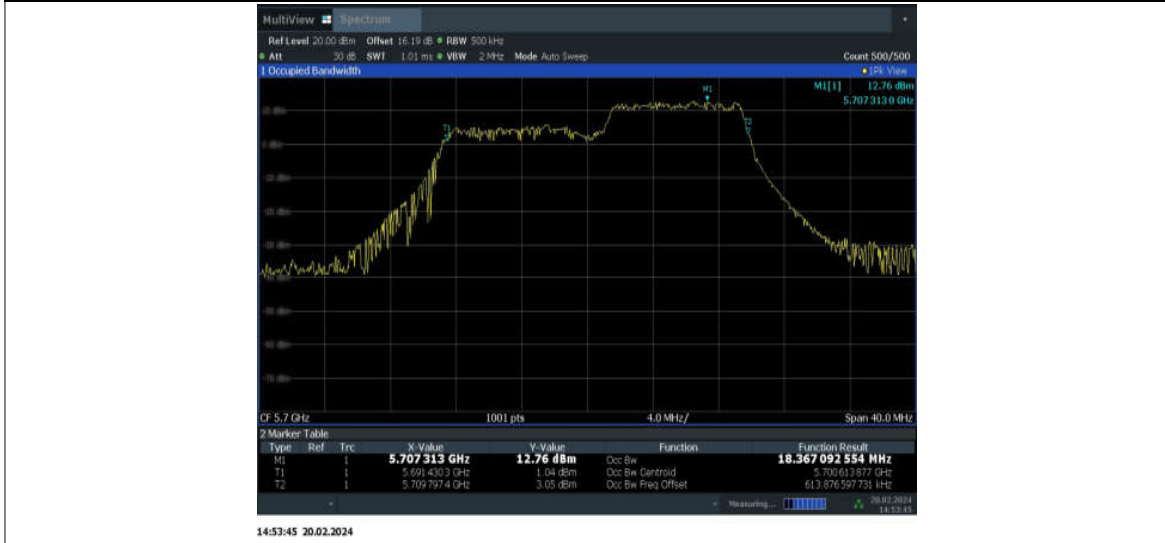 MultiView Spectrum
Ref Level 20.00 dBm Offset 16.19 dB RBW 500 kHz
Att 30 dB SWT 1.01 ms VBW 2 MHz Mode Auto Sweep Count 500/500
1 Occupied Bandwidth 1Pk View
M1[1] 12.76 dBm
5.7073130 GHz
M1
T1
T2
CF 5.7 GHz 1001 pts 4.0 MHz/ Span 40.0 MHz
2 Marker Table
Type Ref Trc X-Value Y-Value Function Function Result
M1 1 5.707313 GHz 12.76 dBm Occ Bw 18.367 092 554 MHz
T1 1 5.691 430 3 GHz 1.04 dBm Occ Bw Centroid 5.700 613 877 GHz
T2 1 5.709 797 4 GHz 3.05 dBm Occ Bw Freq Offset 613.876 597 731 kHz
Measuring... 20.02.2024
14:53:45
14:53:45 20.02.2024